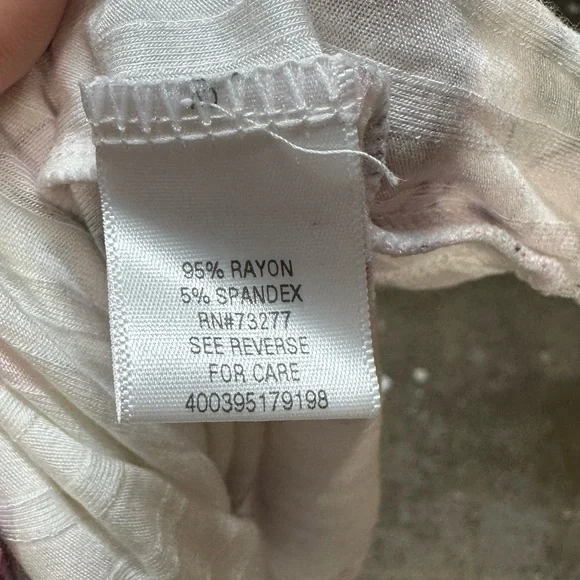 95% RAYON
5% SPANDEX
RN#73277
SEE REVERSE
FOR CARE
400395179198